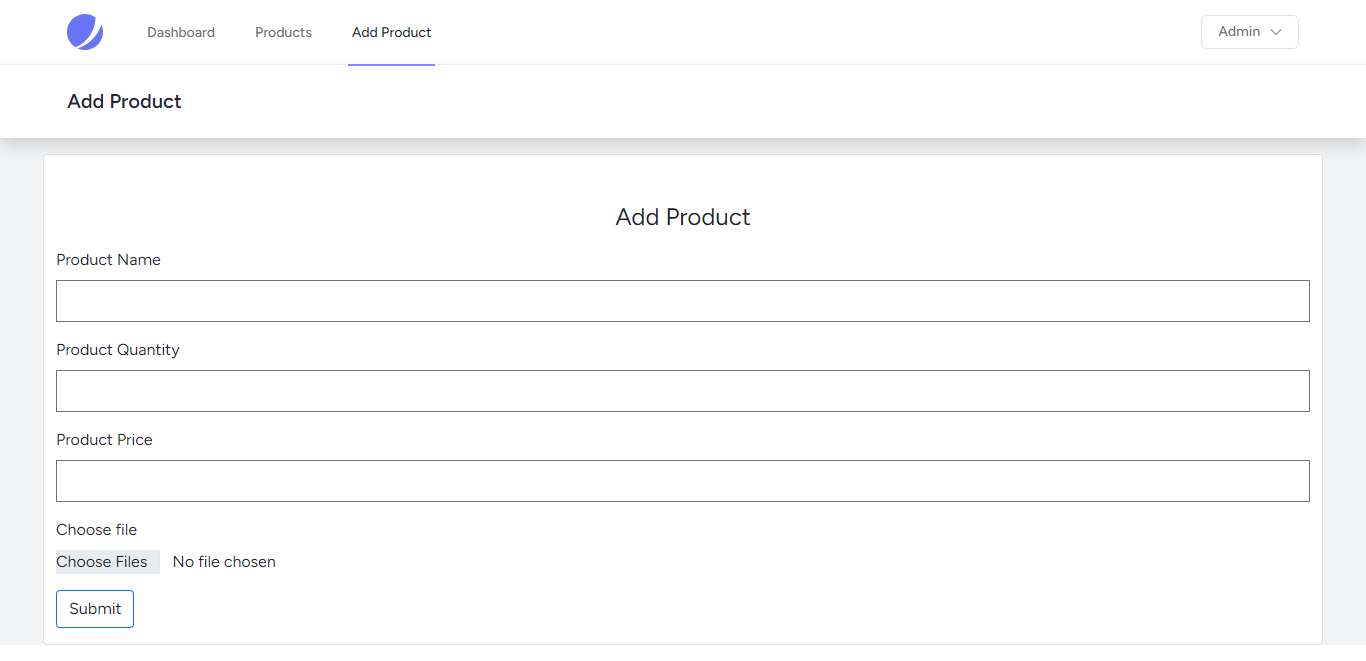 Dashboard Products Add Product Admin
Add Product
Add Product
Product Name
Product Quantity
Product Price
Choose file
Choose Files No file chosen
Submit